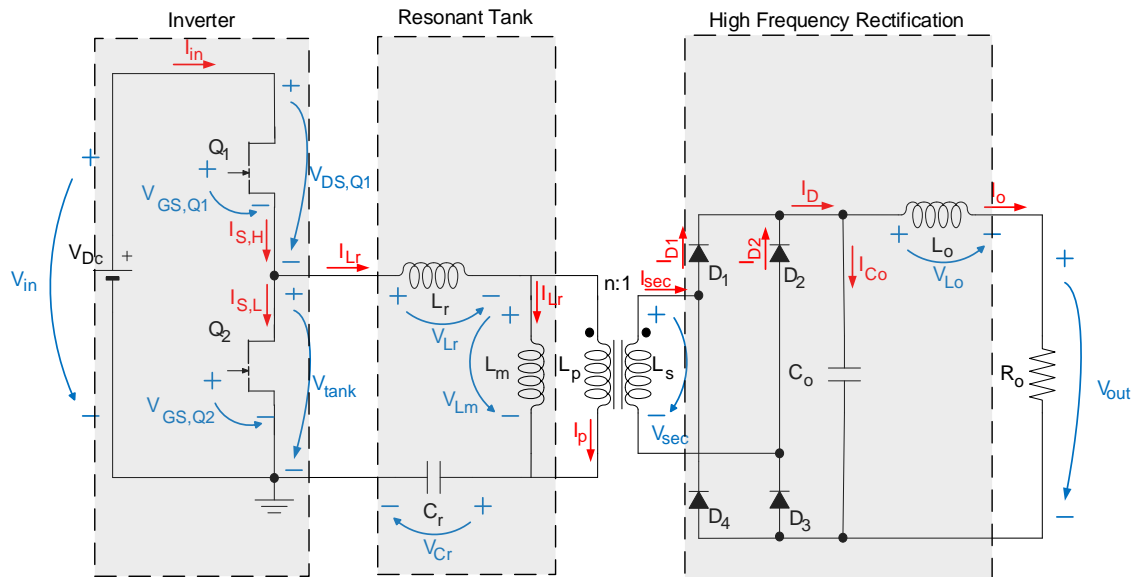 Inverter
Resonant Tank
High Frequency Rectification
I_in
+
+
Q_1
+
+
V_GS,Q1
−
V_DS,Q1
I_S,H
V_Dc
+
−
V_in
I_Lr
I_S,L
+
Q_2
+
V_tank
V_GS,Q2
−
−
−
L_r
+
−
V_Lr
+
I_Lr
L_m
V_Lm
−
C_r
−
+
V_Cr
n:1
L_p
L_s
I_p
I_sec
+
−
V_sec
I_D1
D_1
I_D2
D_2
I_D
I_Co
C_o
D_4
D_3
L_o
+
+
V_Lo
I_o
+
R_o
V_out
−